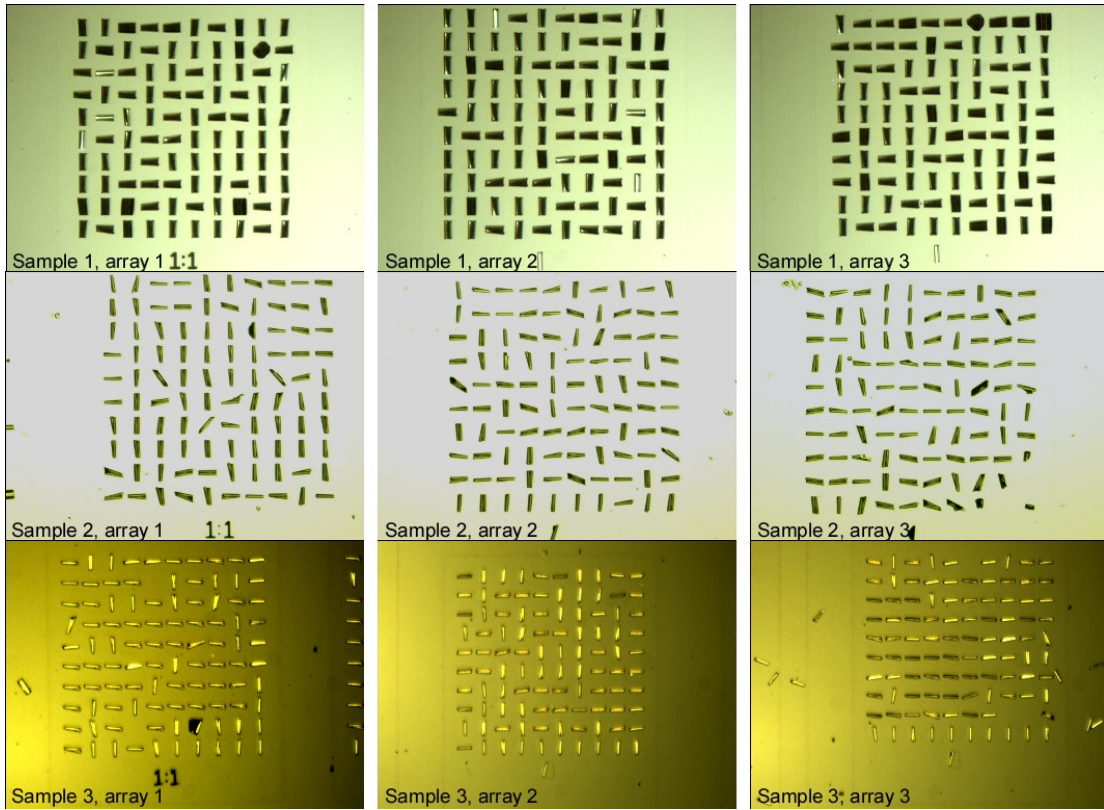 Sample 1, array 1 1:1
Sample 1, array 2
Sample 1, array 3
Sample 2, array 1 1:1
Sample 2, array 2
Sample 2, array 3
1:1
Sample 3, array 1
Sample 3, array 2
Sample 3, array 3